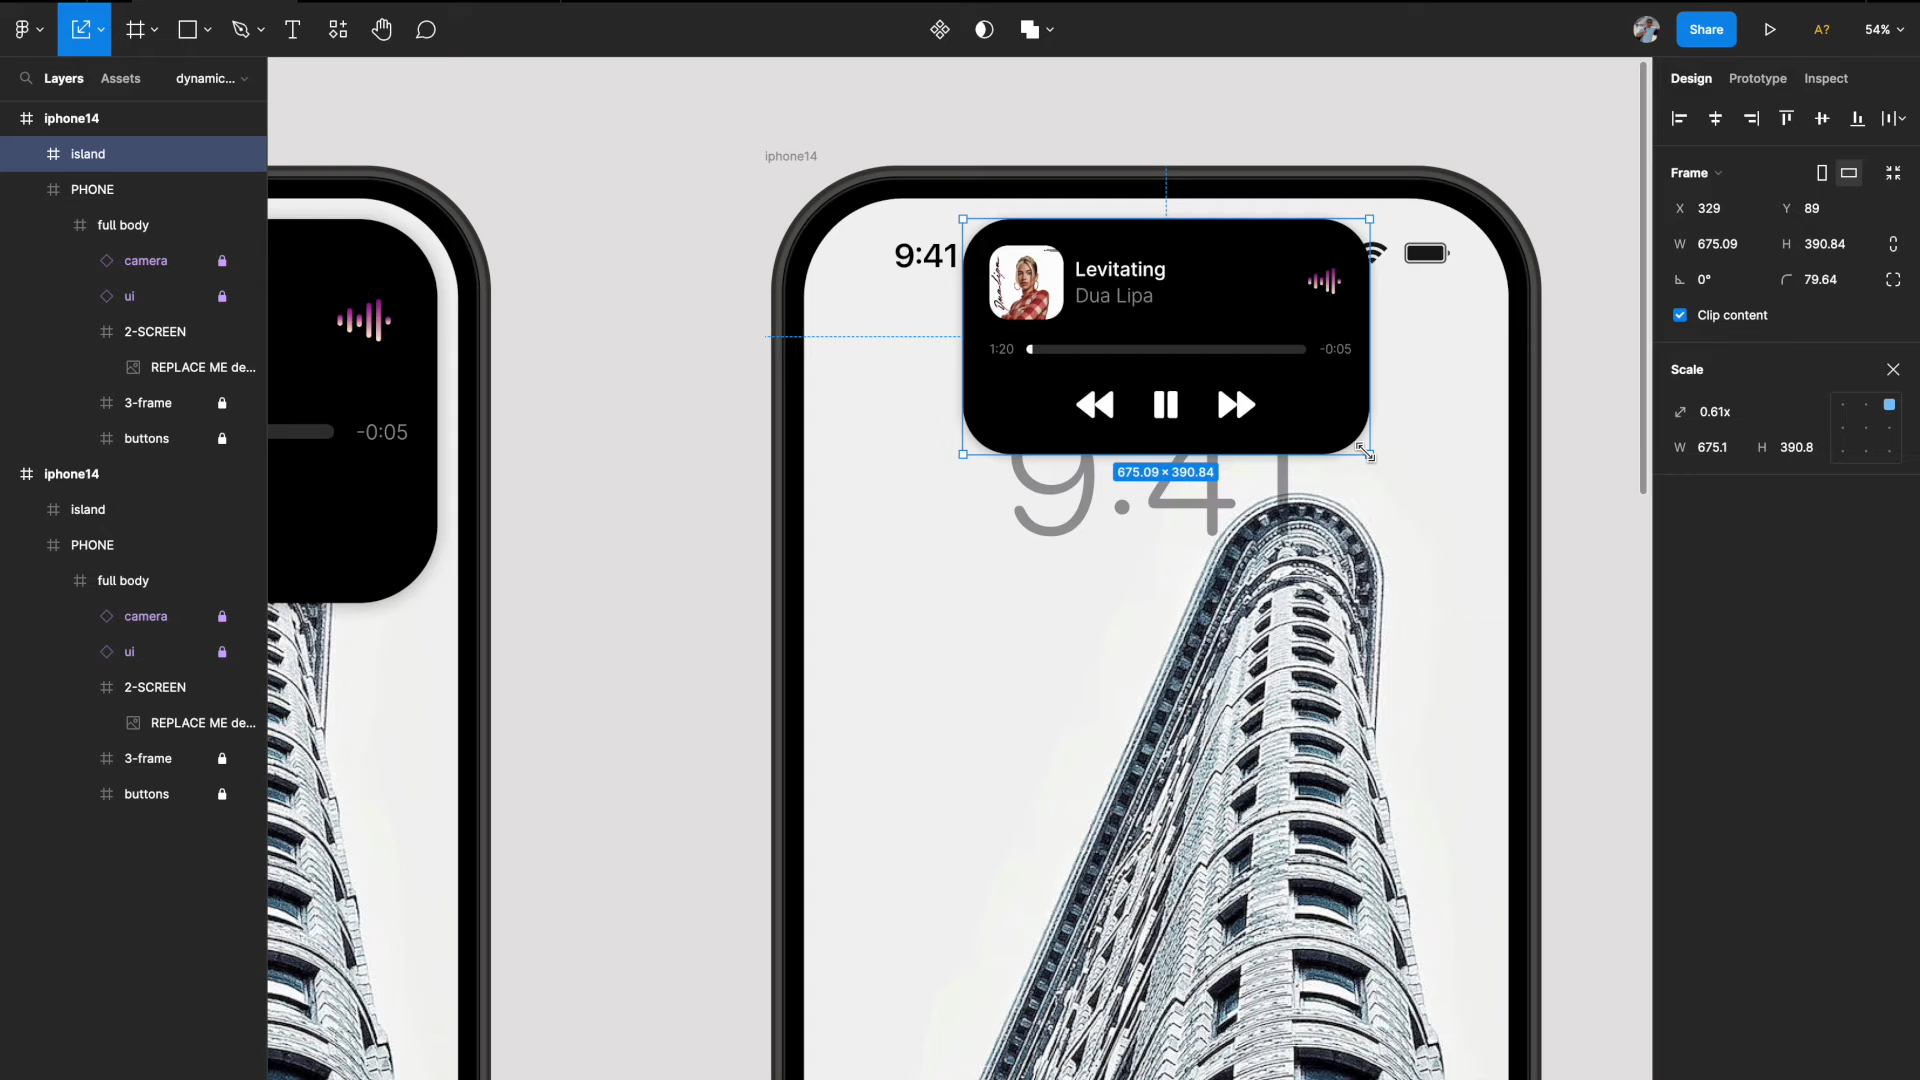 Share
A?
54%
Layers
Assets
dynamic...
iphone14
island
PHONE
full body
camera
ui
2-SCREEN
REPLACE ME de...
3-frame
buttons
iphone14
island
PHONE
full body
camera
ui
2-SCREEN
REPLACE ME de...
3-frame
buttons
-0:05
iphone14
9:41
Levitating
Dua Lipa
1:20
-0:05
675.09 × 390.84
9:41
Design
Prototype
Inspect
Frame
X 329
Y 89
W 675.09
H 390.84
0°
79.64
Clip content
Scale
0.61x
W 675.1
H 390.8